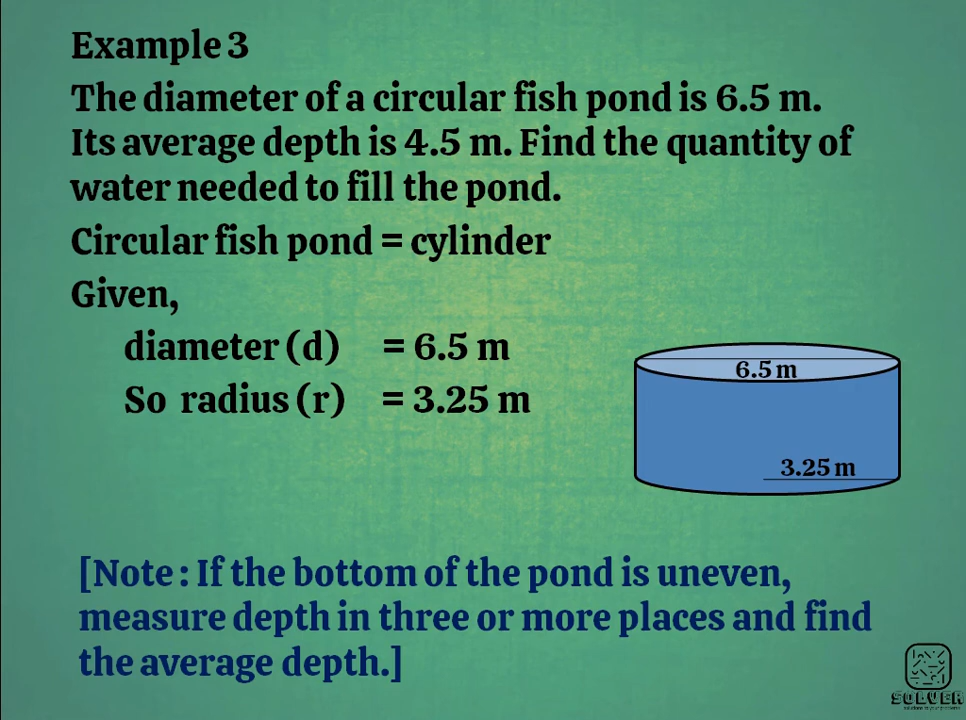 Example 3
The diameter of a circular fish pond is 6.5 m.
Its average depth is 4.5 m. Find the quantity of
water needed to fill the pond.
Circular fish pond = cylinder
Given,
diameter (d) = 6.5 m
So radius (r) = 3.25 m
6.5 m
3.25 m
[Note : If the bottom of the pond is uneven,
measure depth in three or more places and find
the average depth.]
SOLVER